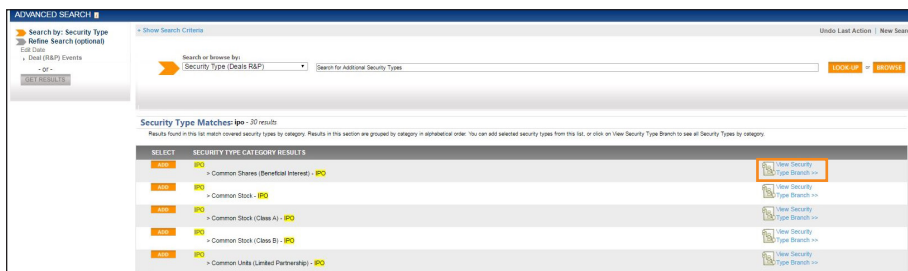 ADVANCED SEARCH
Search by: Security Type
Refine Search (optional)
Edit Date
Deal (R&P) Events
- or -
GET RESULTS
+ Show Search Criteria
Undo Last Action | New Sear
Search or browse by:
Security Type (Deals R&P)
Search for Additional Security Types
LOOK-UP or BROWSE
Security Type Matches: ipo - 30 results
Results found in this list match covered security types by category. Results in this section are grouped by category in alphabetical order. You can add selected security types from this list, or click on View Security Type Branch to see all Security Types by category.
SELECT SECURITY TYPE CATEGORY RESULTS
ADD IPO View Security
> Common Shares (Beneficial Interest) - IPO Type Branch >>
ADD IPO View Security
> Common Stock - IPO Type Branch >>
ADD IPO View Security
> Common Stock (Class A) - IPO Type Branch >>
ADD IPO View Security
> Common Stock (Class B) - IPO Type Branch >>
ADD IPO View Security
> Common Units (Limited Partnership) - IPO Type Branch >>